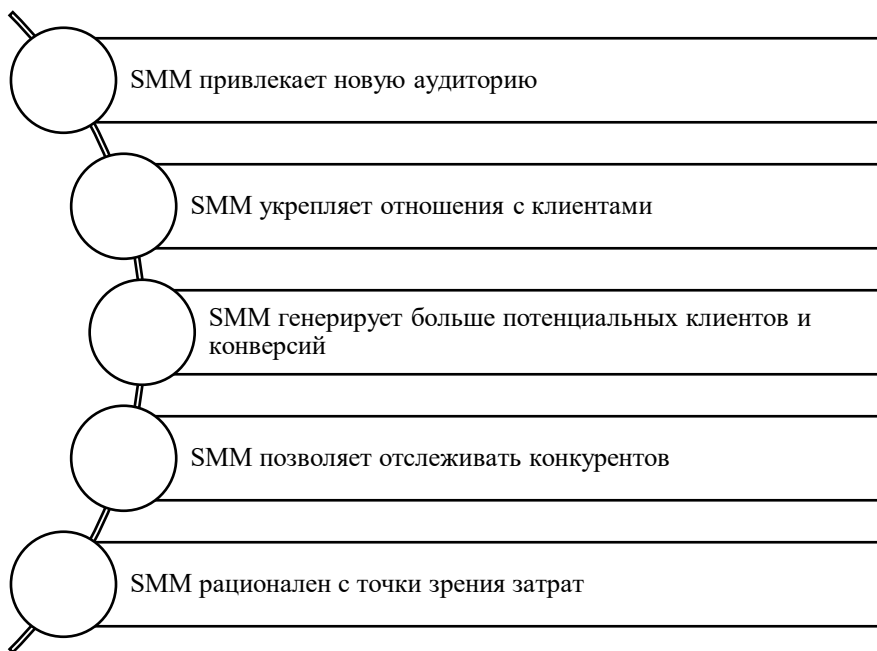 SMM привлекает новую аудиторию
SMM укрепляет отношения с клиентами
SMM генерирует больше потенциальных клиентов и
конверсий
SMM позволяет отслеживать конкурентов
SMM рационален с точки зрения затрат